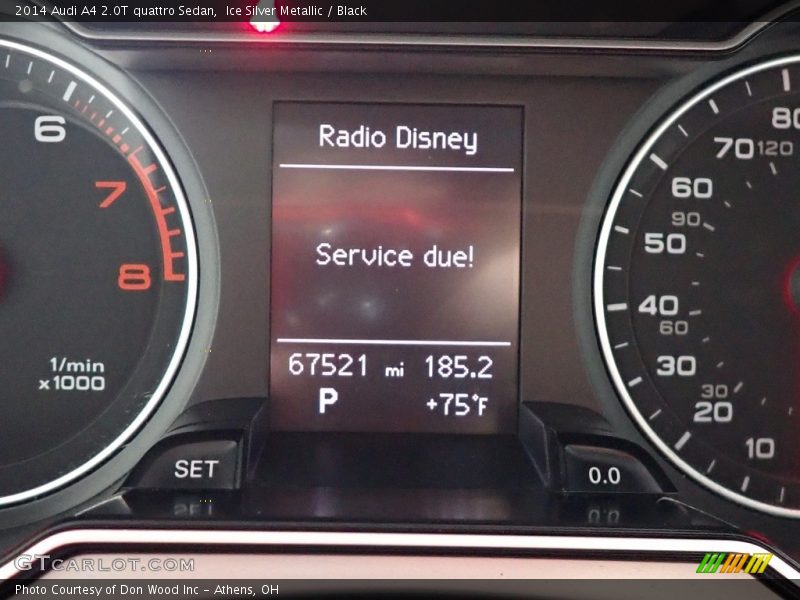 2014 Audi A4 2.0T quattro Sedan, Ice Silver Metallic / Black
Radio Disney
Service due!
67521 mi 185.2
P +75°F
6
7
8
1/min
x1000
80
120
70
60
90
50
40
60
30
30
20
10
SET
0.0
GTCARLOT.COM
Photo Courtesy of Don Wood Inc - Athens, OH